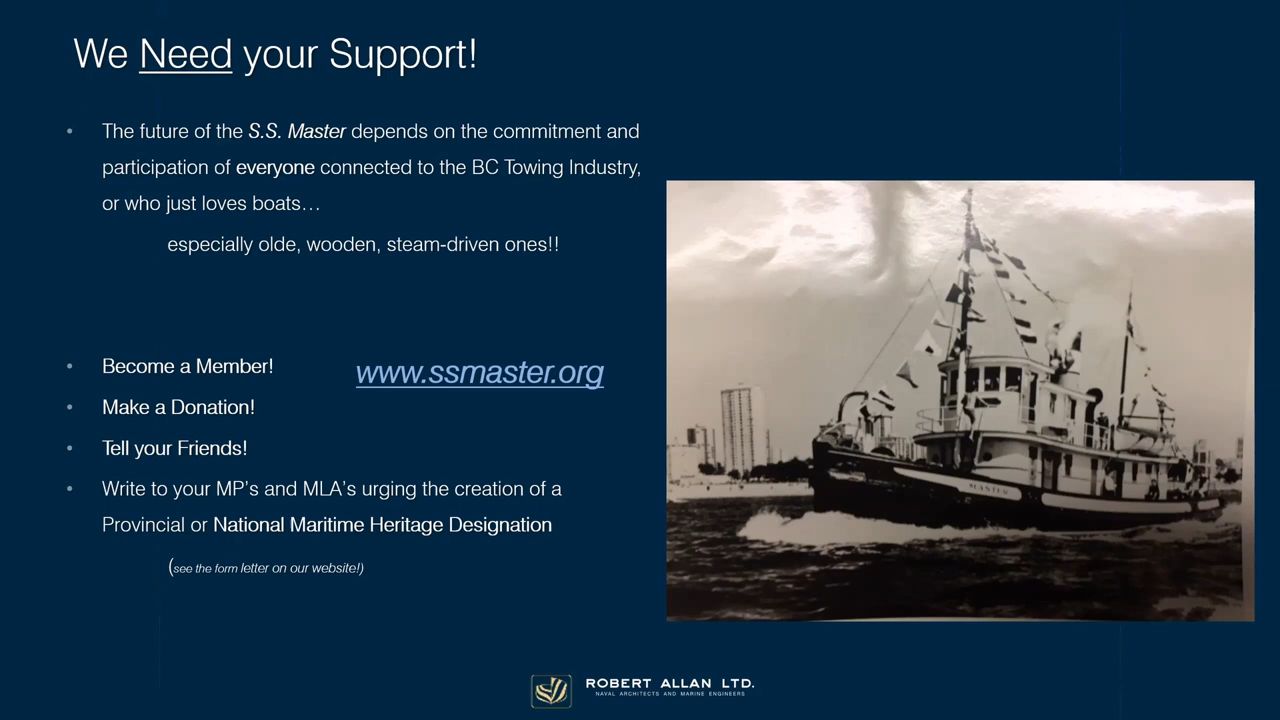 We Need your Support!
• The future of the S.S. Master depends on the commitment and
participation of everyone connected to the BC Towing Industry,
or who just loves boats…
especially olde, wooden, steam-driven ones!!
• Become a Member!
www.ssmaster.org
• Make a Donation!
• Tell your Friends!
• Write to your MP's and MLA's urging the creation of a
Provincial or National Maritime Heritage Designation
(see the form letter on our website!)
MASTER
ROBERT ALLAN LTD.
NAVAL ARCHITECTS AND MARINE ENGINEERS